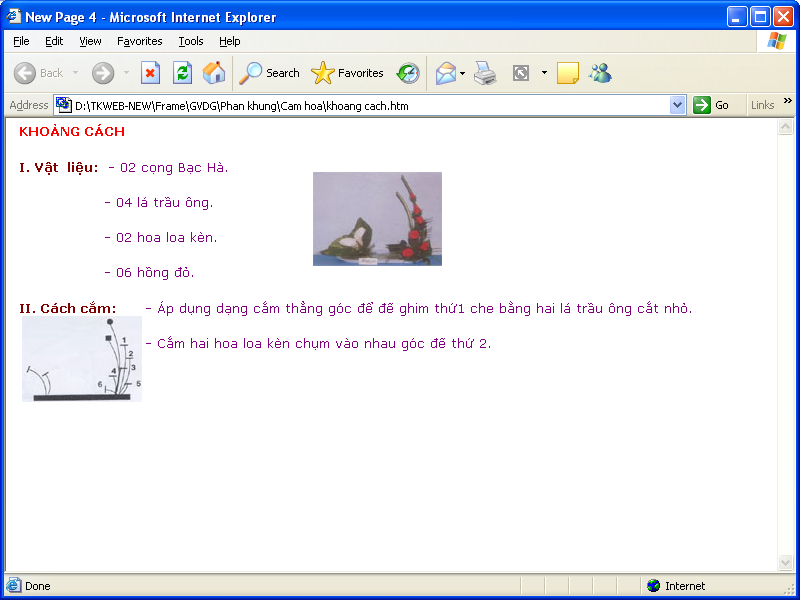 New Page 4 - Microsoft Internet Explorer
File Edit View Favorites Tools Help
Back Search Favorites
Address D:\TKWEB-NEW\Frame\GVDG\Phan khung\Cam hoa\khoang cach.htm Go Links »
KHOẢNG CÁCH
I. Vật liệu: - 02 cọng Bạc Hà.
- 04 lá trầu ông.
- 02 hoa loa kèn.
- 06 hồng đỏ.
II. Cách cắm: - Áp dụng dạng cắm thẳng góc để đế ghim thứ1 che bằng hai lá trầu ông cắt nhỏ.
- Cắm hai hoa loa kèn chụm vào nhau góc đế thứ 2.
1
2
3
4
5
6
Done Internet